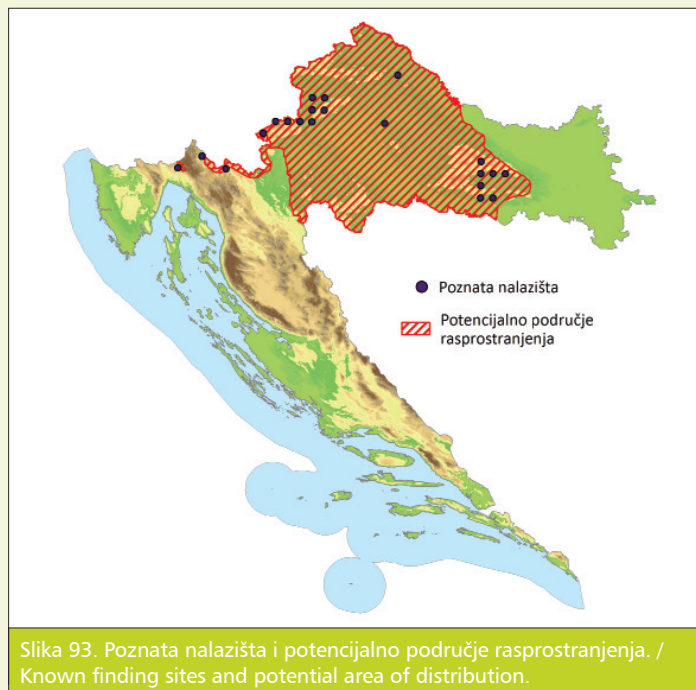 Poznata nalazišta
Potencijalno područje
rasprostranjenja
Slika 93. Poznata nalazišta i potencijalno područje rasprostranjenja. /
Known finding sites and potential area of distribution.